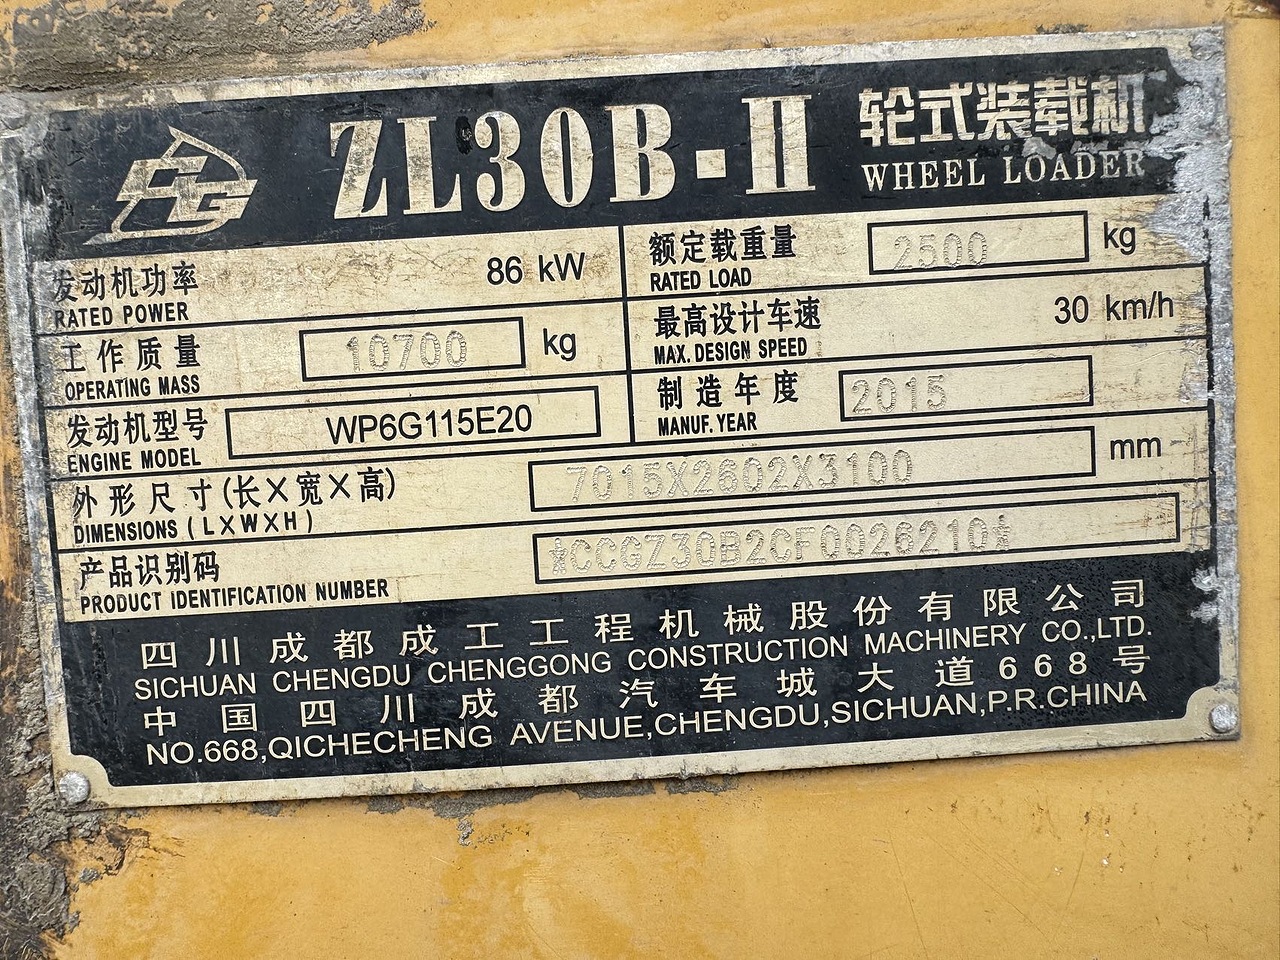 CG
ZL30B-II 轮式装载机
WHEEL LOADER
发动机功率 86 kW
RATED POWER
额定载重量 2500 kg
RATED LOAD
工作质量 10700 kg
OPERATING MASS
最高设计车速 30 km/h
MAX. DESIGN SPEED
发动机型号 WP6G115E20
ENGINE MODEL
制造年度 2015
MANUF. YEAR
外形尺寸(长×宽×高) 7015X2602X3100 mm
DIMENSIONS (L×W×H)
产品识别码 *CCGZ30B2CF0026210*
PRODUCT IDENTIFICATION NUMBER
四川成都成工工程机械股份有限公司
SICHUAN CHENGDU CHENGGONG CONSTRUCTION MACHINERY CO.,LTD.
中国四川成都汽车城大道668号
NO.668,QICHECHENG AVENUE,CHENGDU,SICHUAN,P.R.CHINA